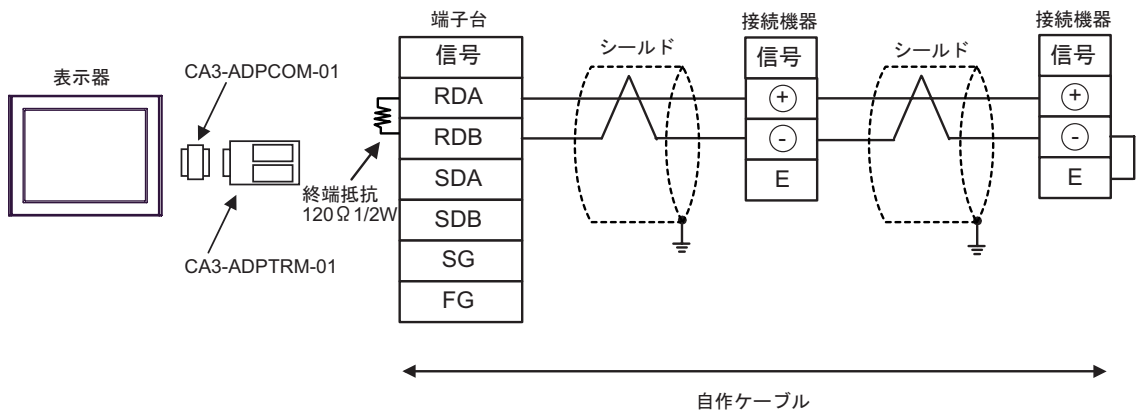 表示器
CA3-ADPCOM-01
CA3-ADPTRM-01
終端抵抗
120Ω 1/2W
端子台
信号
RDA
RDB
SDA
SDB
SG
FG
シールド
接続機器
信号
+
-
E
シールド
接続機器
信号
+
-
E
自作ケーブル